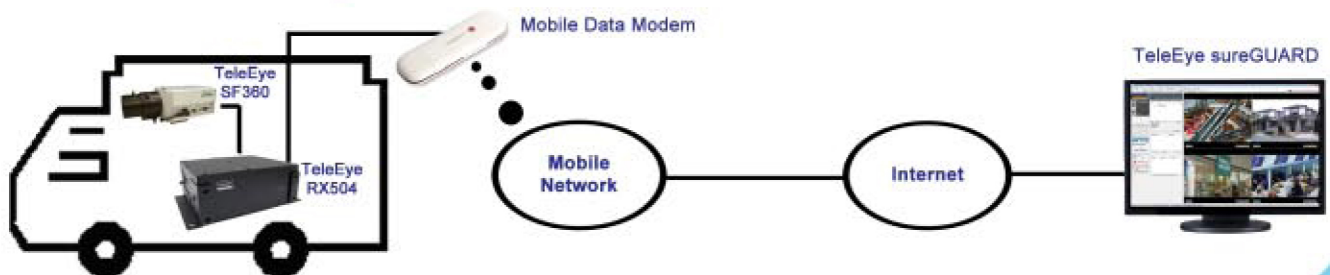 Mobile Data Modem
TeleEye sureGUARD
TeleEye
SF360
TeleEye
RX504
Mobile
Network
Internet